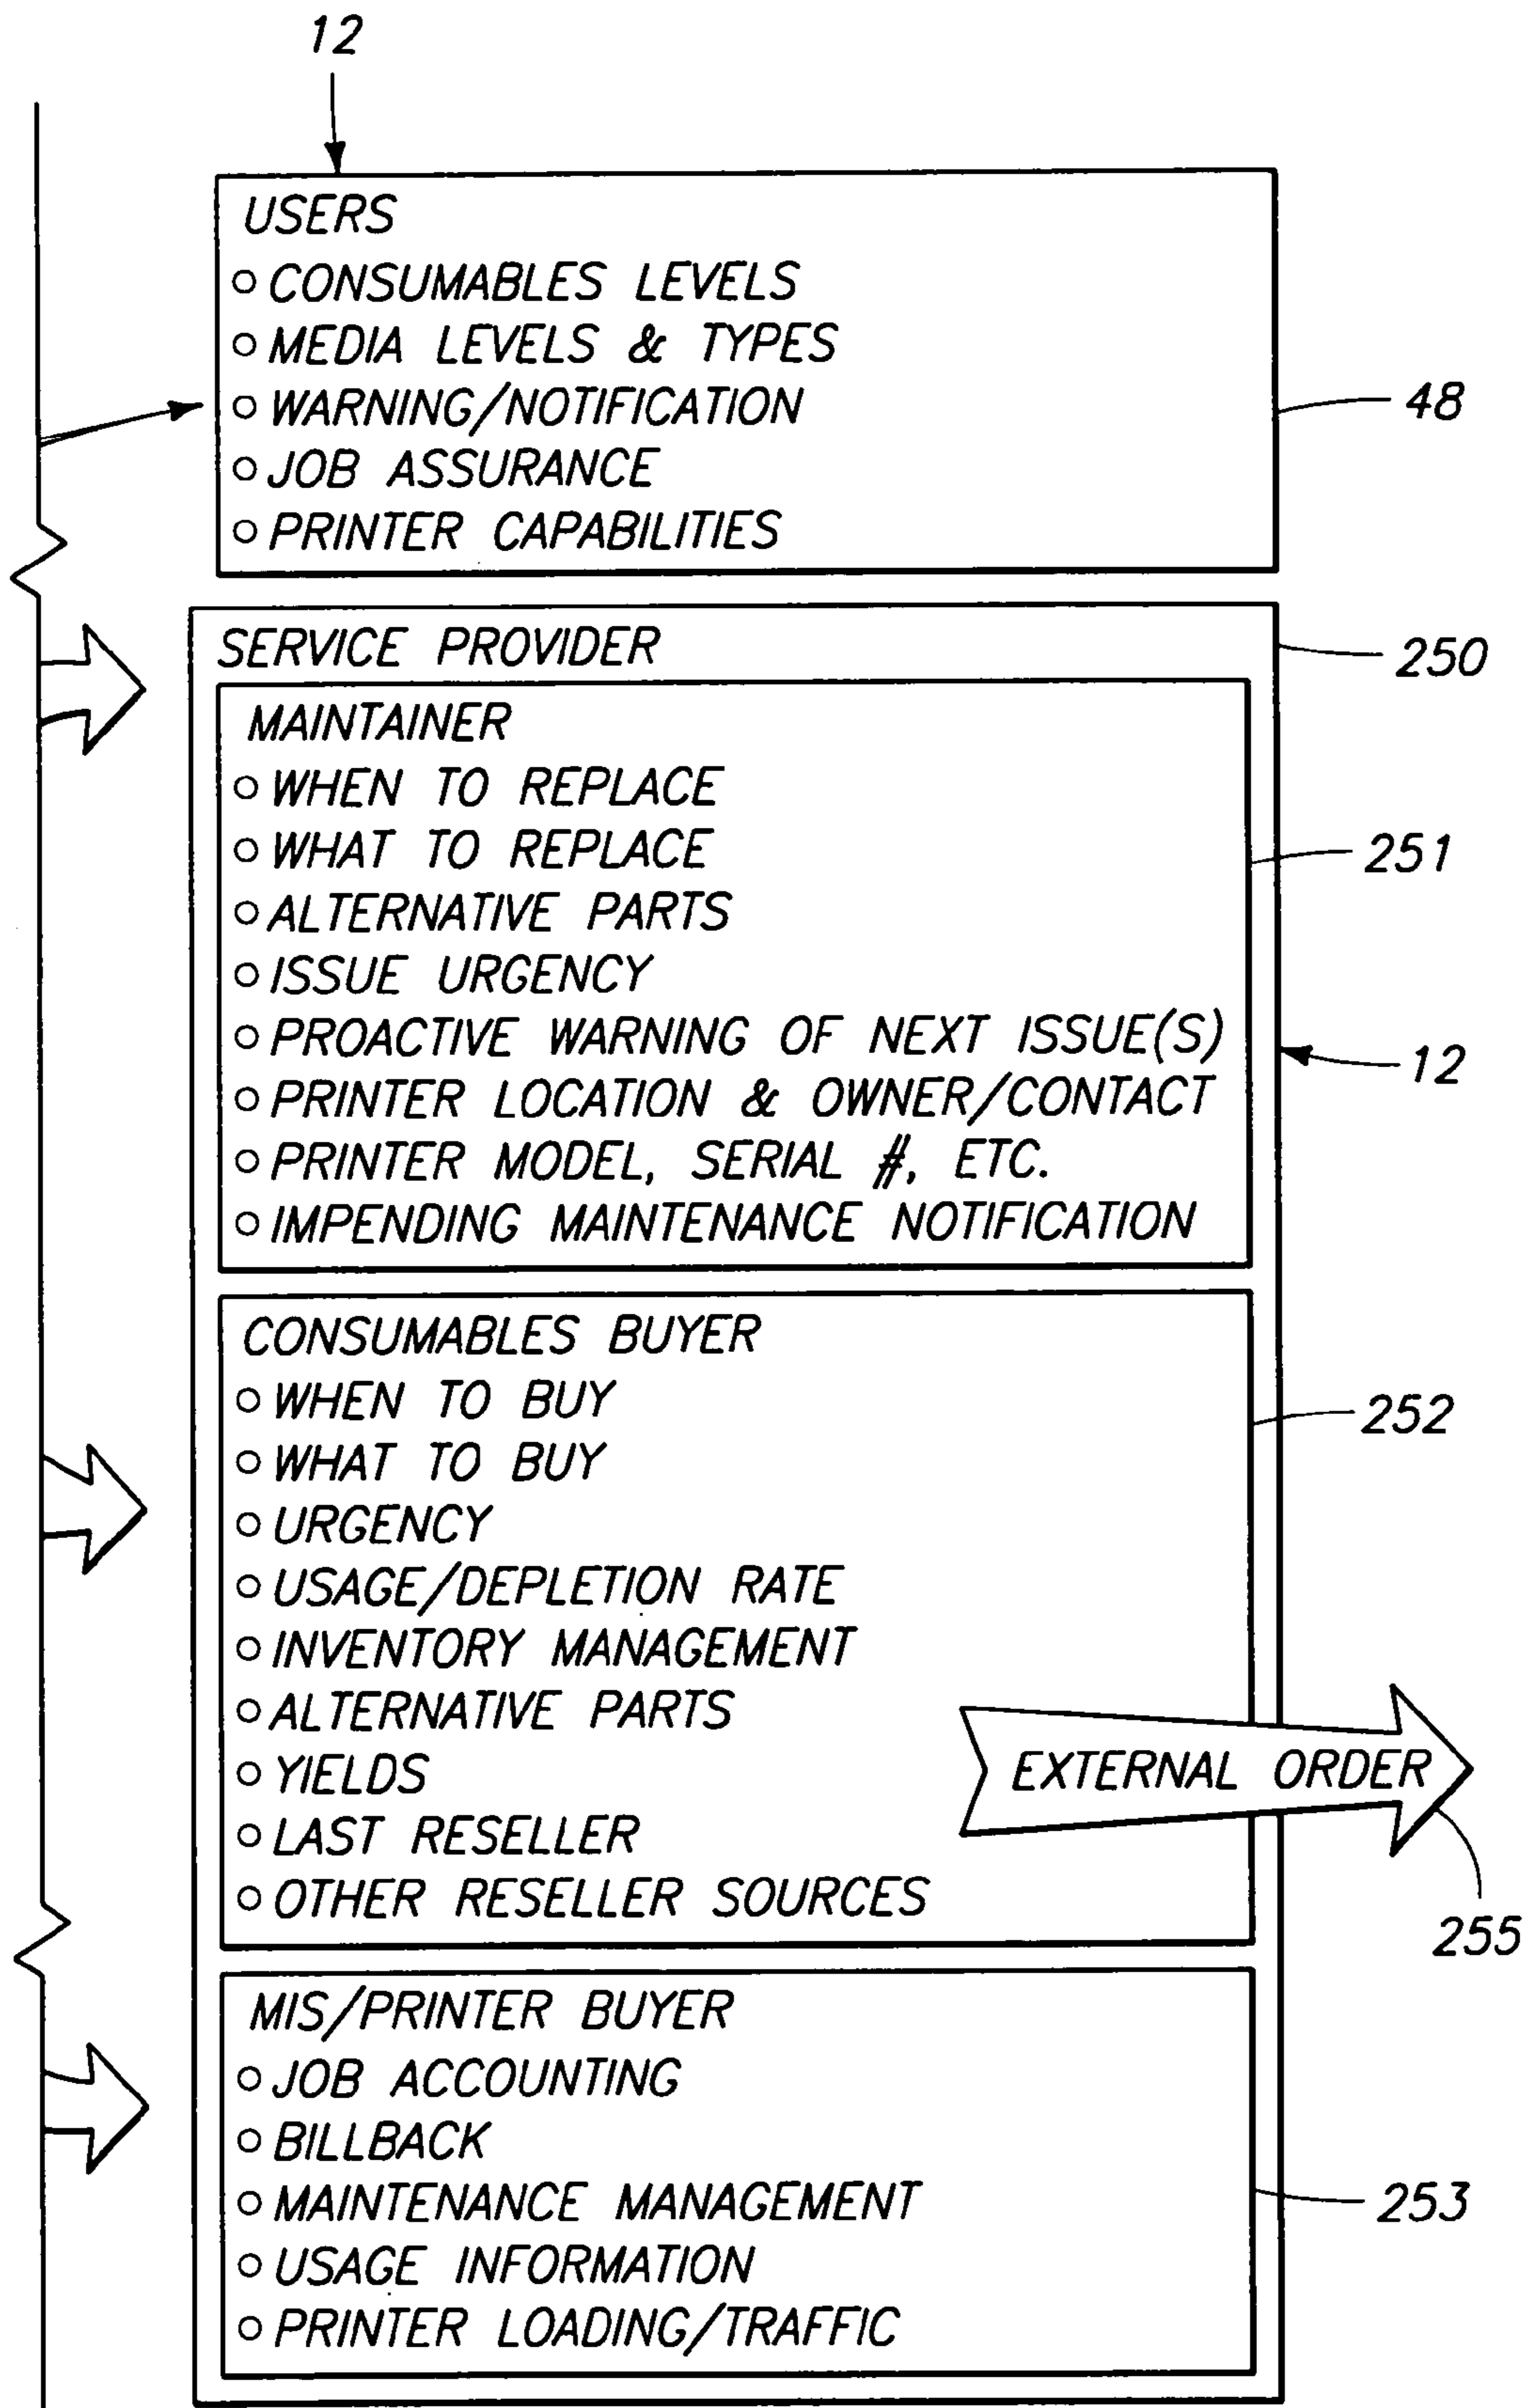 12
USERS
○ CONSUMABLES LEVELS
○ MEDIA LEVELS & TYPES
○ WARNING/NOTIFICATION
48
○ JOB ASSURANCE
○ PRINTER CAPABILITIES
SERVICE PROVIDER
250
MAINTAINER
○ WHEN TO REPLACE
○ WHAT TO REPLACE
251
○ ALTERNATIVE PARTS
○ ISSUE URGENCY
○ PROACTIVE WARNING OF NEXT ISSUE(S)
12
○ PRINTER LOCATION & OWNER/CONTACT
○ PRINTER MODEL, SERIAL #, ETC.
○ IMPENDING MAINTENANCE NOTIFICATION
CONSUMABLES BUYER
○ WHEN TO BUY
252
○ WHAT TO BUY
○ URGENCY
○ USAGE/DEPLETION RATE
○ INVENTORY MANAGEMENT
○ ALTERNATIVE PARTS
○ YIELDS
EXTERNAL ORDER
○ LAST RESELLER
○ OTHER RESELLER SOURCES
255
MIS/PRINTER BUYER
○ JOB ACCOUNTING
○ BILLBACK
○ MAINTENANCE MANAGEMENT
253
○ USAGE INFORMATION
○ PRINTER LOADING/TRAFFIC